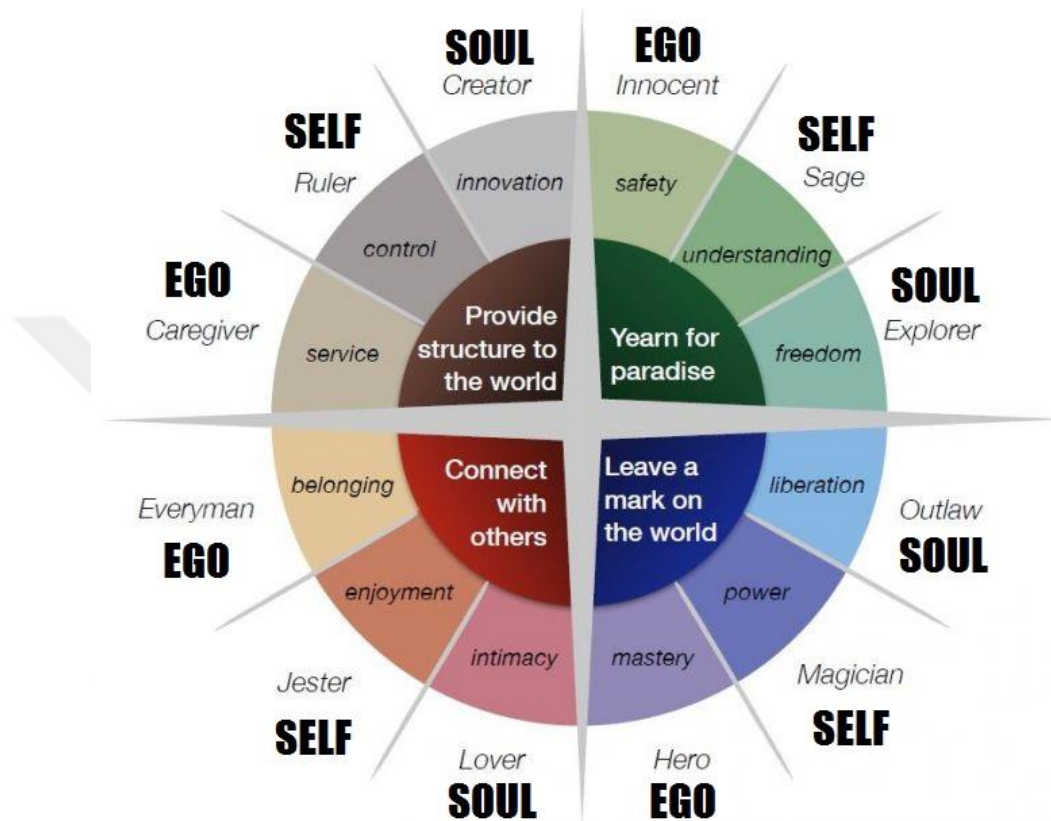 SOUL
Creator
EGO
Innocent
SELF
Ruler
SELF
Sage
innovation
safety
control
understanding
EGO
Caregiver
SOUL
Explorer
service
freedom
Provide
structure to
the world
Yearn for
paradise
Connect
with
others
Leave a
mark on
the world
belonging
liberation
Everyman
EGO
Outlaw
SOUL
enjoyment
power
intimacy
mastery
Jester
SELF
Magician
SELF
Lover
SOUL
Hero
EGO